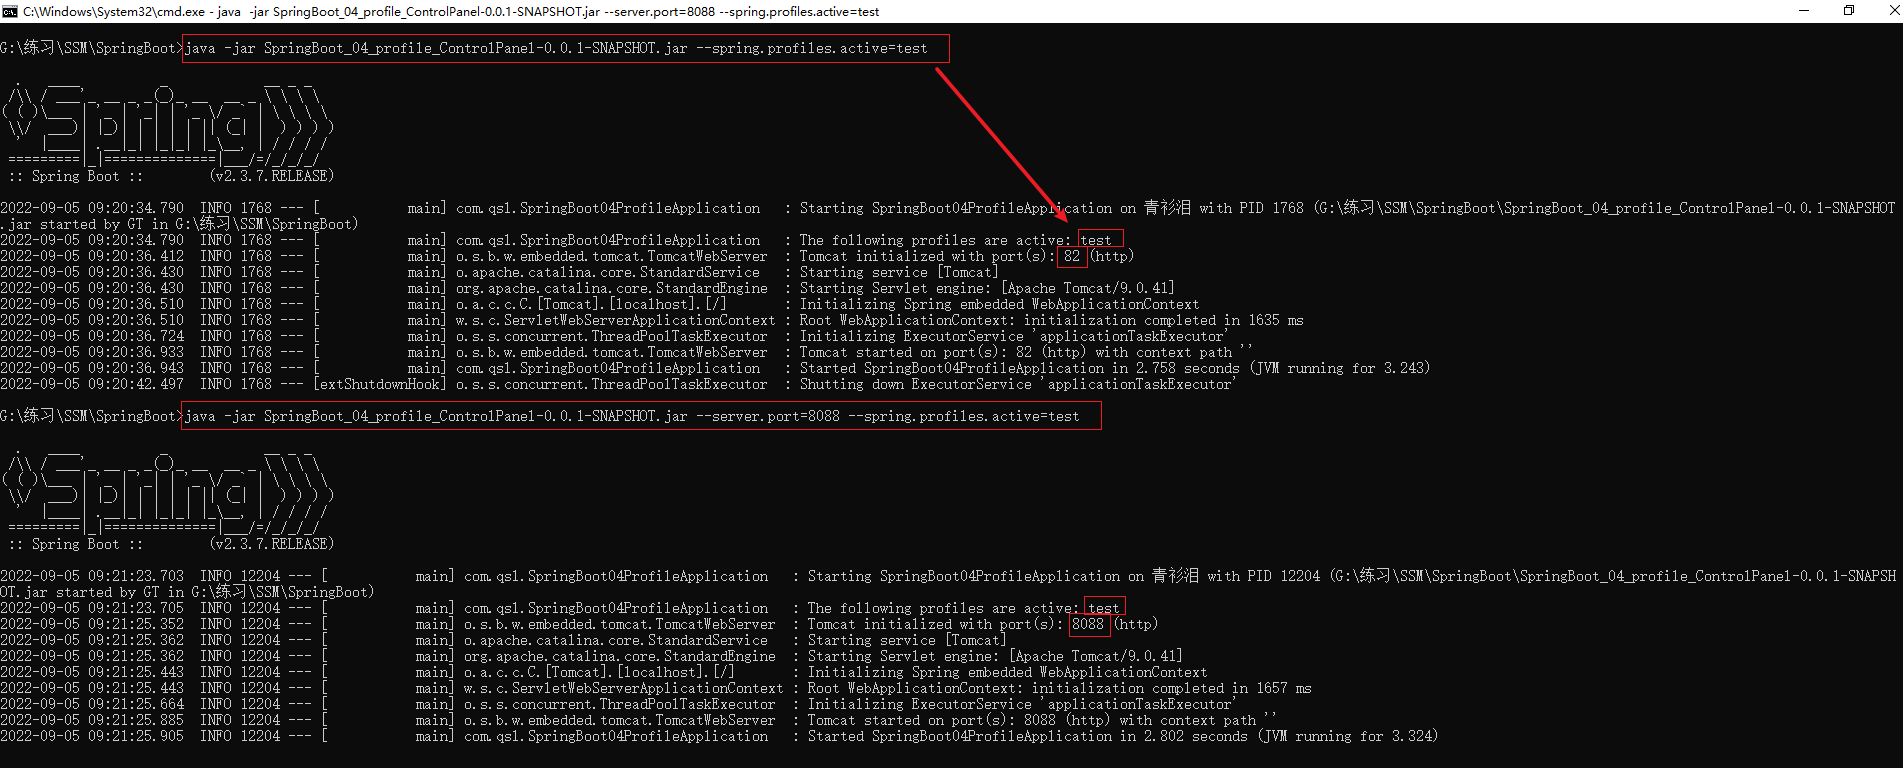 C:\Windows\System32\cmd.exe - java  -jar SpringBoot_04_profile_ControlPanel-0.0.1-SNAPSHOT.jar --server.port=8088 --spring.profiles.active=test
G:\练习\SSM\SpringBoot>java -jar SpringBoot_04_profile_ControlPanel-0.0.1-SNAPSHOT.jar --spring.profiles.active=test
:: Spring Boot ::        (v2.3.7.RELEASE)
2022-09-05 09:20:34.790  INFO 1768 --- [           main] com.qsl.SpringBoot04ProfileApplication   : Starting SpringBoot04ProfileApplication on 青衫泪 with PID 1768 (G:\练习\SSM\SpringBoot\SpringBoot_04_profile_ControlPanel-0.0.1-SNAPSHOT
.jar started by GT in G:\练习\SSM\SpringBoot)
2022-09-05 09:20:34.790  INFO 1768 --- [           main] com.qsl.SpringBoot04ProfileApplication   : The following profiles are active: test
2022-09-05 09:20:36.412  INFO 1768 --- [           main] o.s.b.w.embedded.tomcat.TomcatWebServer  : Tomcat initialized with port(s): 82 (http)
2022-09-05 09:20:36.430  INFO 1768 --- [           main] o.apache.catalina.core.StandardService   : Starting service [Tomcat]
2022-09-05 09:20:36.430  INFO 1768 --- [           main] org.apache.catalina.core.StandardEngine  : Starting Servlet engine: [Apache Tomcat/9.0.41]
2022-09-05 09:20:36.510  INFO 1768 --- [           main] o.a.c.c.C.[Tomcat].[localhost].[/]       : Initializing Spring embedded WebApplicationContext
2022-09-05 09:20:36.510  INFO 1768 --- [           main] w.s.c.ServletWebServerApplicationContext : Root WebApplicationContext: initialization completed in 1635 ms
2022-09-05 09:20:36.724  INFO 1768 --- [           main] o.s.s.concurrent.ThreadPoolTaskExecutor  : Initializing ExecutorService 'applicationTaskExecutor'
2022-09-05 09:20:36.933  INFO 1768 --- [           main] o.s.b.w.embedded.tomcat.TomcatWebServer  : Tomcat started on port(s): 82 (http) with context path ''
2022-09-05 09:20:36.943  INFO 1768 --- [           main] com.qsl.SpringBoot04ProfileApplication   : Started SpringBoot04ProfileApplication in 2.758 seconds (JVM running for 3.243)
2022-09-05 09:20:42.497  INFO 1768 --- [extShutdownHook] o.s.s.concurrent.ThreadPoolTaskExecutor  : Shutting down ExecutorService 'applicationTaskExecutor'
G:\练习\SSM\SpringBoot>java -jar SpringBoot_04_profile_ControlPanel-0.0.1-SNAPSHOT.jar --server.port=8088 --spring.profiles.active=test
:: Spring Boot ::        (v2.3.7.RELEASE)
2022-09-05 09:21:23.703  INFO 12204 --- [           main] com.qsl.SpringBoot04ProfileApplication   : Starting SpringBoot04ProfileApplication on 青衫泪 with PID 12204 (G:\练习\SSM\SpringBoot\SpringBoot_04_profile_ControlPanel-0.0.1-SNAPSH
OT.jar started by GT in G:\练习\SSM\SpringBoot)
2022-09-05 09:21:23.705  INFO 12204 --- [           main] com.qsl.SpringBoot04ProfileApplication   : The following profiles are active: test
2022-09-05 09:21:25.352  INFO 12204 --- [           main] o.s.b.w.embedded.tomcat.TomcatWebServer  : Tomcat initialized with port(s): 8088 (http)
2022-09-05 09:21:25.362  INFO 12204 --- [           main] o.apache.catalina.core.StandardService   : Starting service [Tomcat]
2022-09-05 09:21:25.362  INFO 12204 --- [           main] org.apache.catalina.core.StandardEngine  : Starting Servlet engine: [Apache Tomcat/9.0.41]
2022-09-05 09:21:25.443  INFO 12204 --- [           main] o.a.c.c.C.[Tomcat].[localhost].[/]       : Initializing Spring embedded WebApplicationContext
2022-09-05 09:21:25.443  INFO 12204 --- [           main] w.s.c.ServletWebServerApplicationContext : Root WebApplicationContext: initialization completed in 1657 ms
2022-09-05 09:21:25.664  INFO 12204 --- [           main] o.s.s.concurrent.ThreadPoolTaskExecutor  : Initializing ExecutorService 'applicationTaskExecutor'
2022-09-05 09:21:25.885  INFO 12204 --- [           main] o.s.b.w.embedded.tomcat.TomcatWebServer  : Tomcat started on port(s): 8088 (http) with context path ''
2022-09-05 09:21:25.905  INFO 12204 --- [           main] com.qsl.SpringBoot04ProfileApplication   : Started SpringBoot04ProfileApplication in 2.802 seconds (JVM running for 3.324)